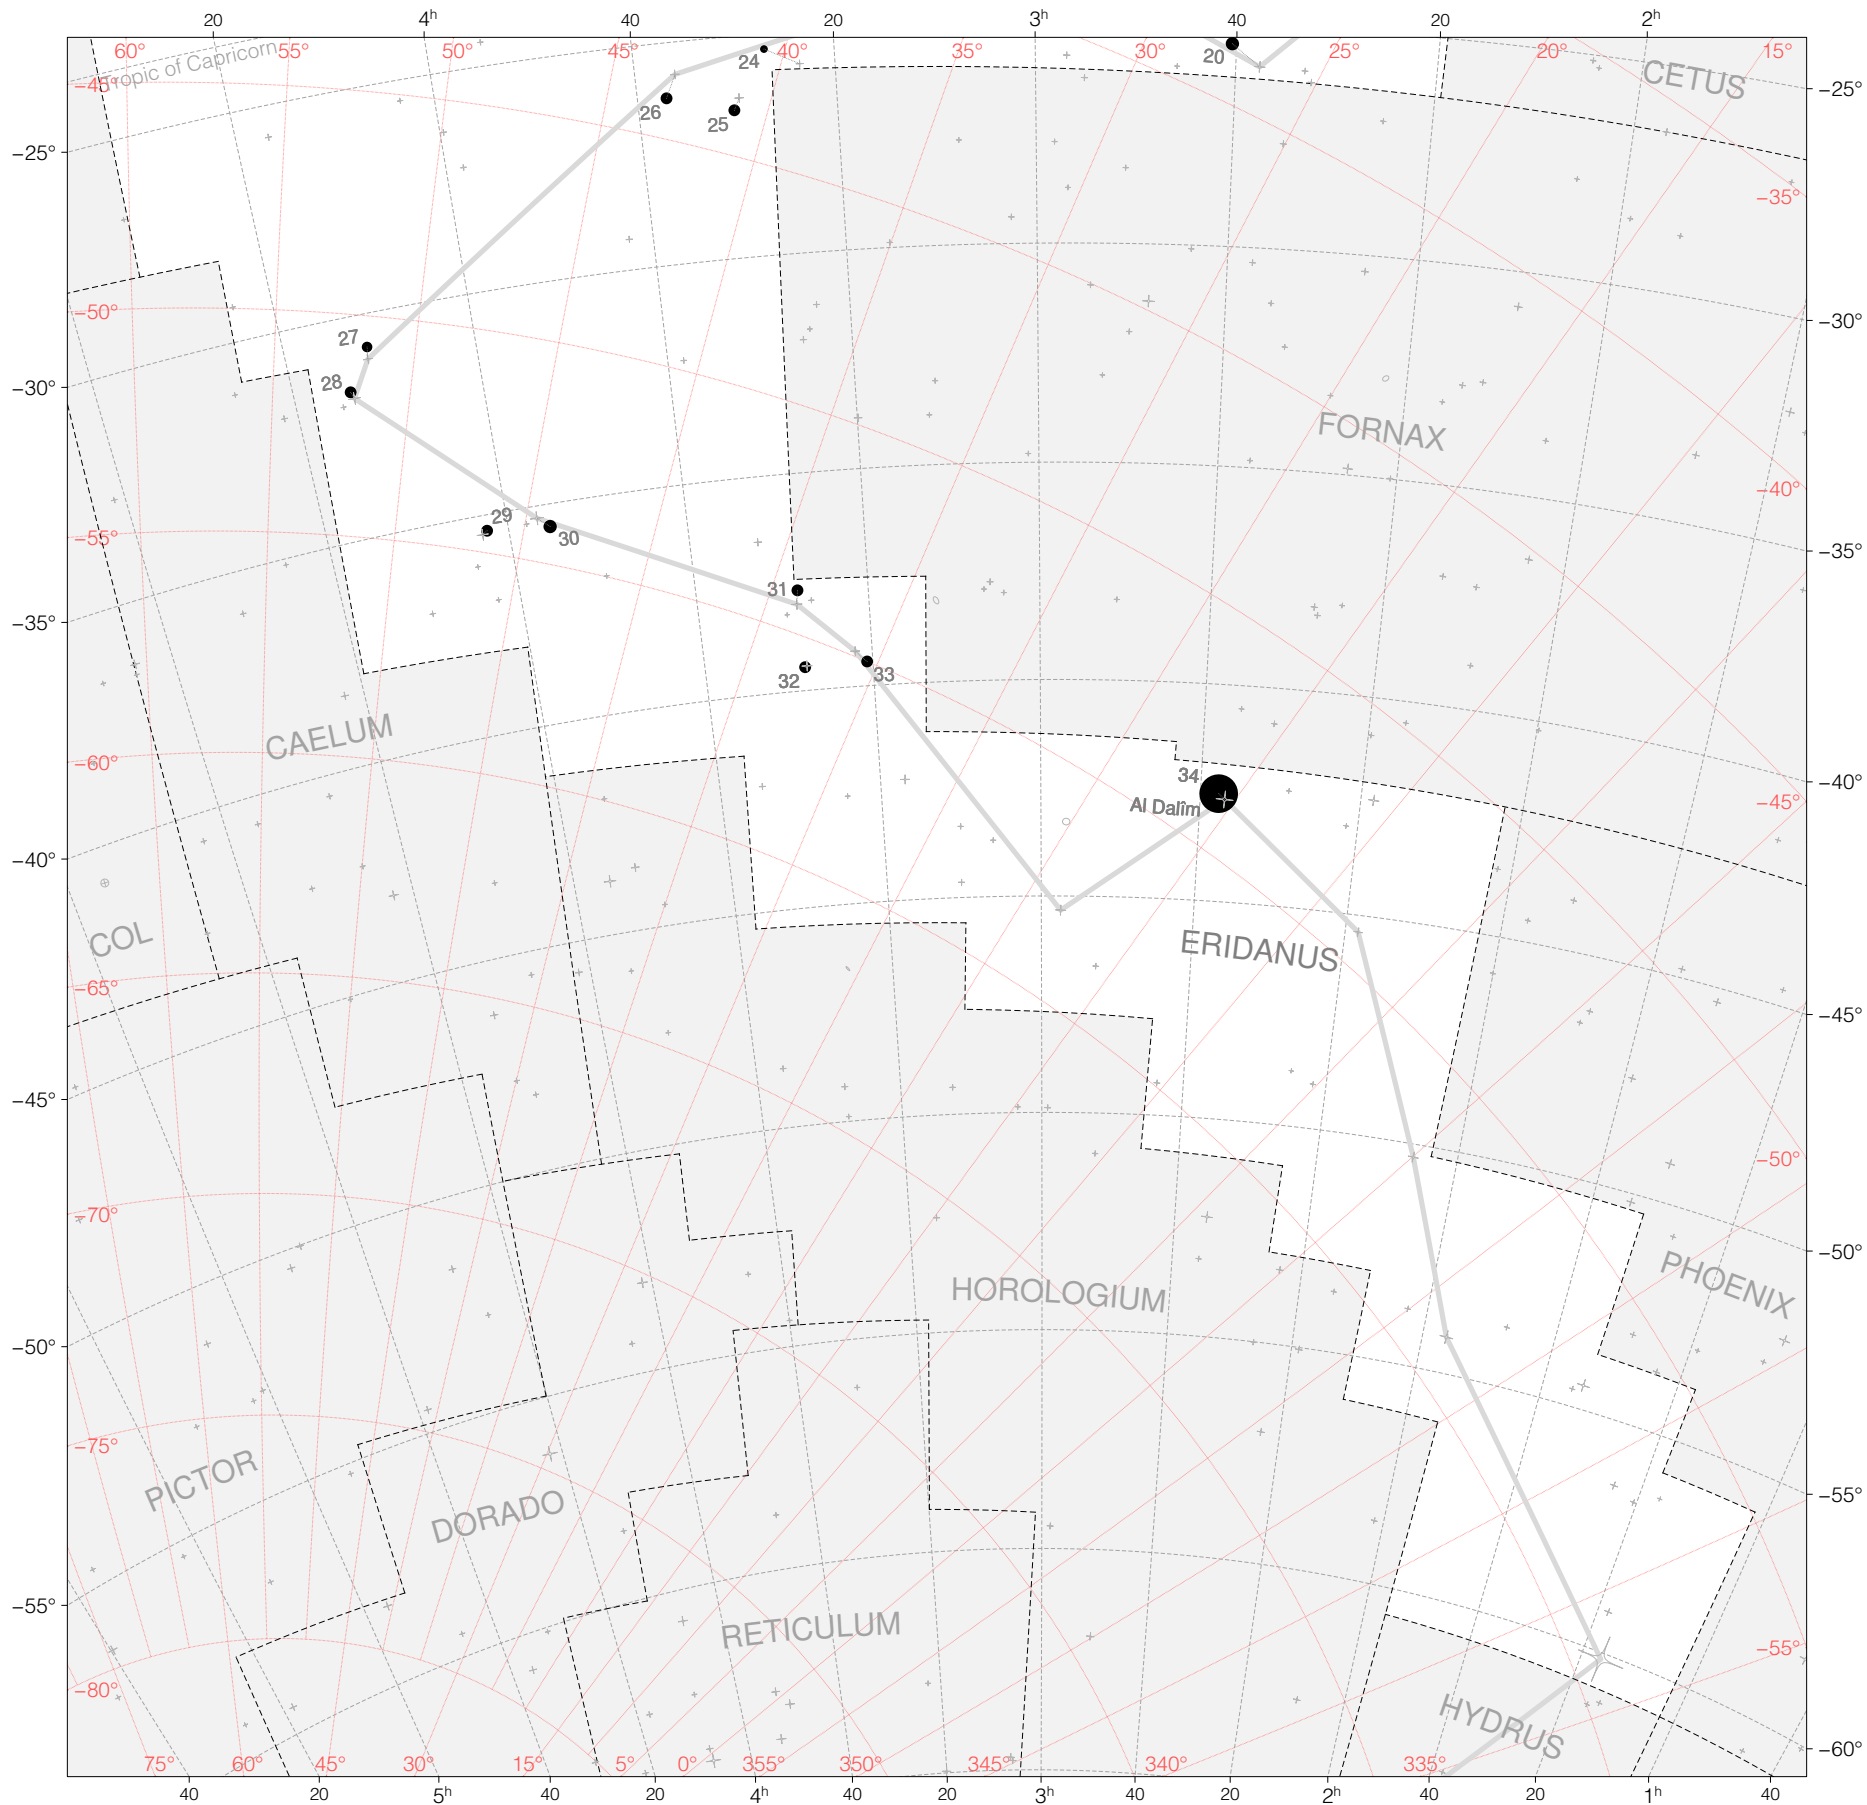 20 4h 40 20 3h 40 20 2h
60° 55° 50° 45° 40° 35° 30° 25° 20° 15°
24 20 CETUS
Tropic of Capricorn
−45° −25°
26 25
−25°
−35°
−50° −30°
27
28
−30°
FORNAX
−40°
29
−55° 30 −35°
31
−35°
32 33
CAELUM
−60° 34 −40°
Al Dalîm −45°
−40°
COL ERIDANUS
−65° −45°
−45°
−50°
−70° −50°
HOROLOGIUM PHOENIX
−50°
−75°
PICTOR −55°
DORADO
−55°
RETICULUM −55°
−80°
HYDRUS −60°
75° 60° 45° 30° 15° 5° 0° 355° 350° 345° 340° 335°
40 20 5h 40 20 4h 40 20 3h 40 20 2h 40 20 1h 40